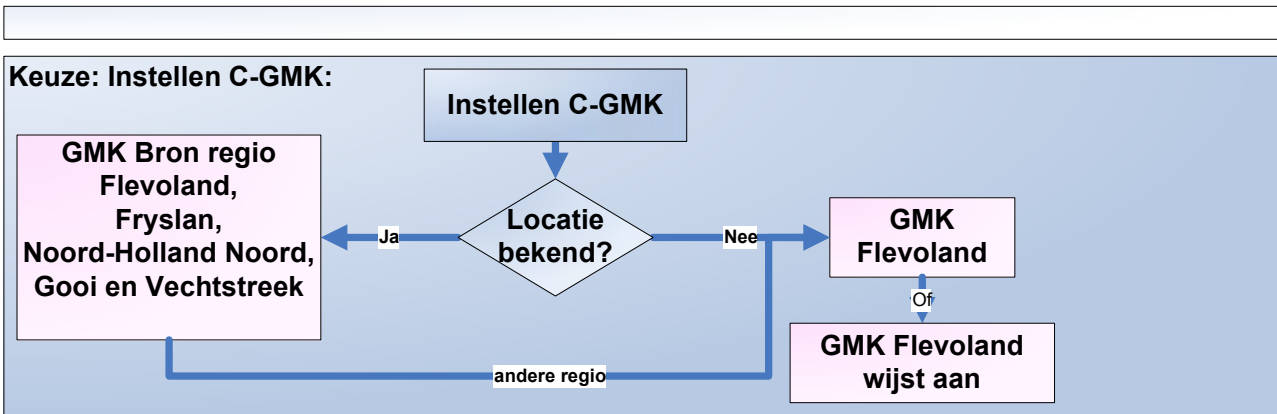 Keuze: Instellen C-GMK:
Instellen C-GMK
GMK Bron regio
Flevoland,
Fryslan,
Noord-Holland Noord,
Gooi en Vechtstreek
Ja
Locatie
bekend?
Nee
GMK
Flevoland
Of
GMK Flevoland
wijst aan
andere regio